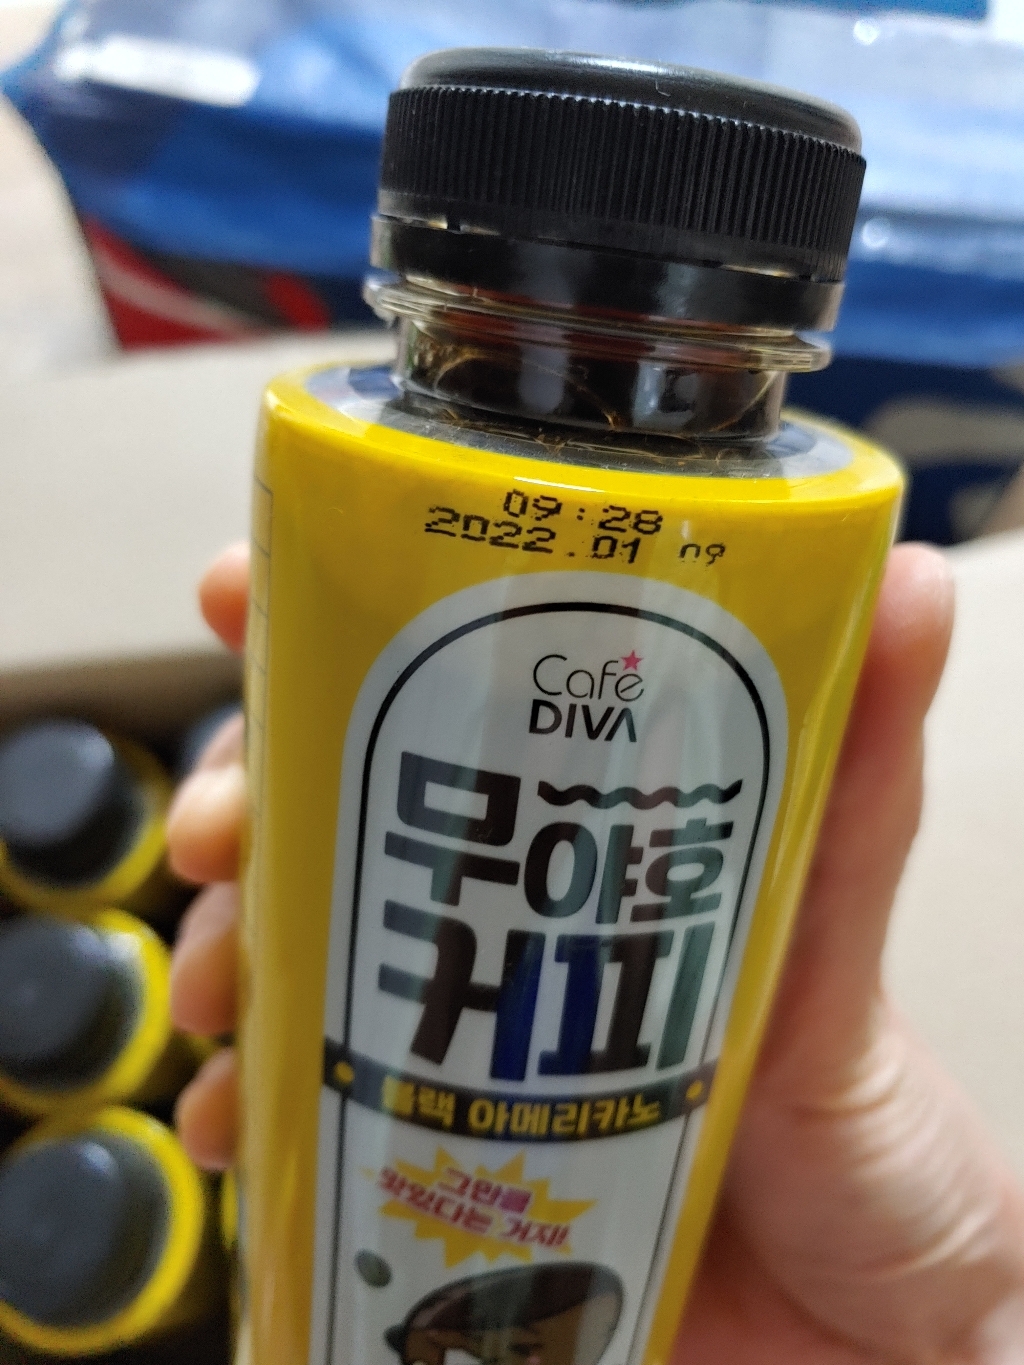 09:28
2022.01 09
Café
DIVA
무야호
커피
블랙 아메리카노
그만큼
맛있다는 거지!